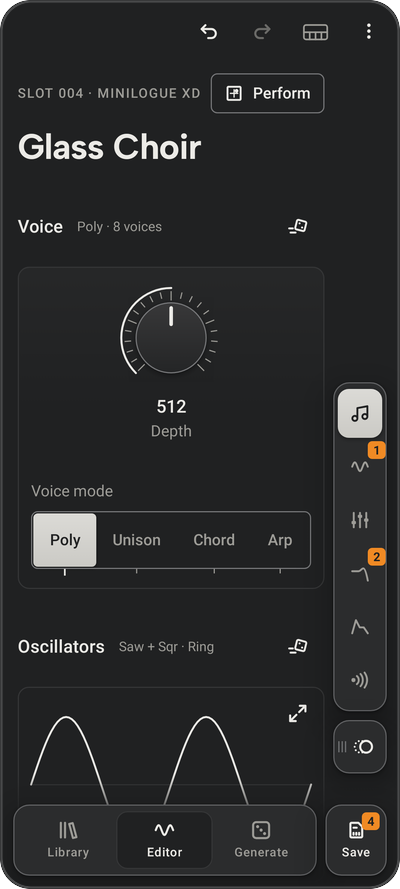 SLOT 004 · MINILOGUE XD
Perform
Glass Choir
Voice Poly · 8 voices
512
Depth
1
Voice mode
Poly Unison Chord Arp
2
Oscillators Saw + Sqr · Ring
4
Library Editor Generate Save